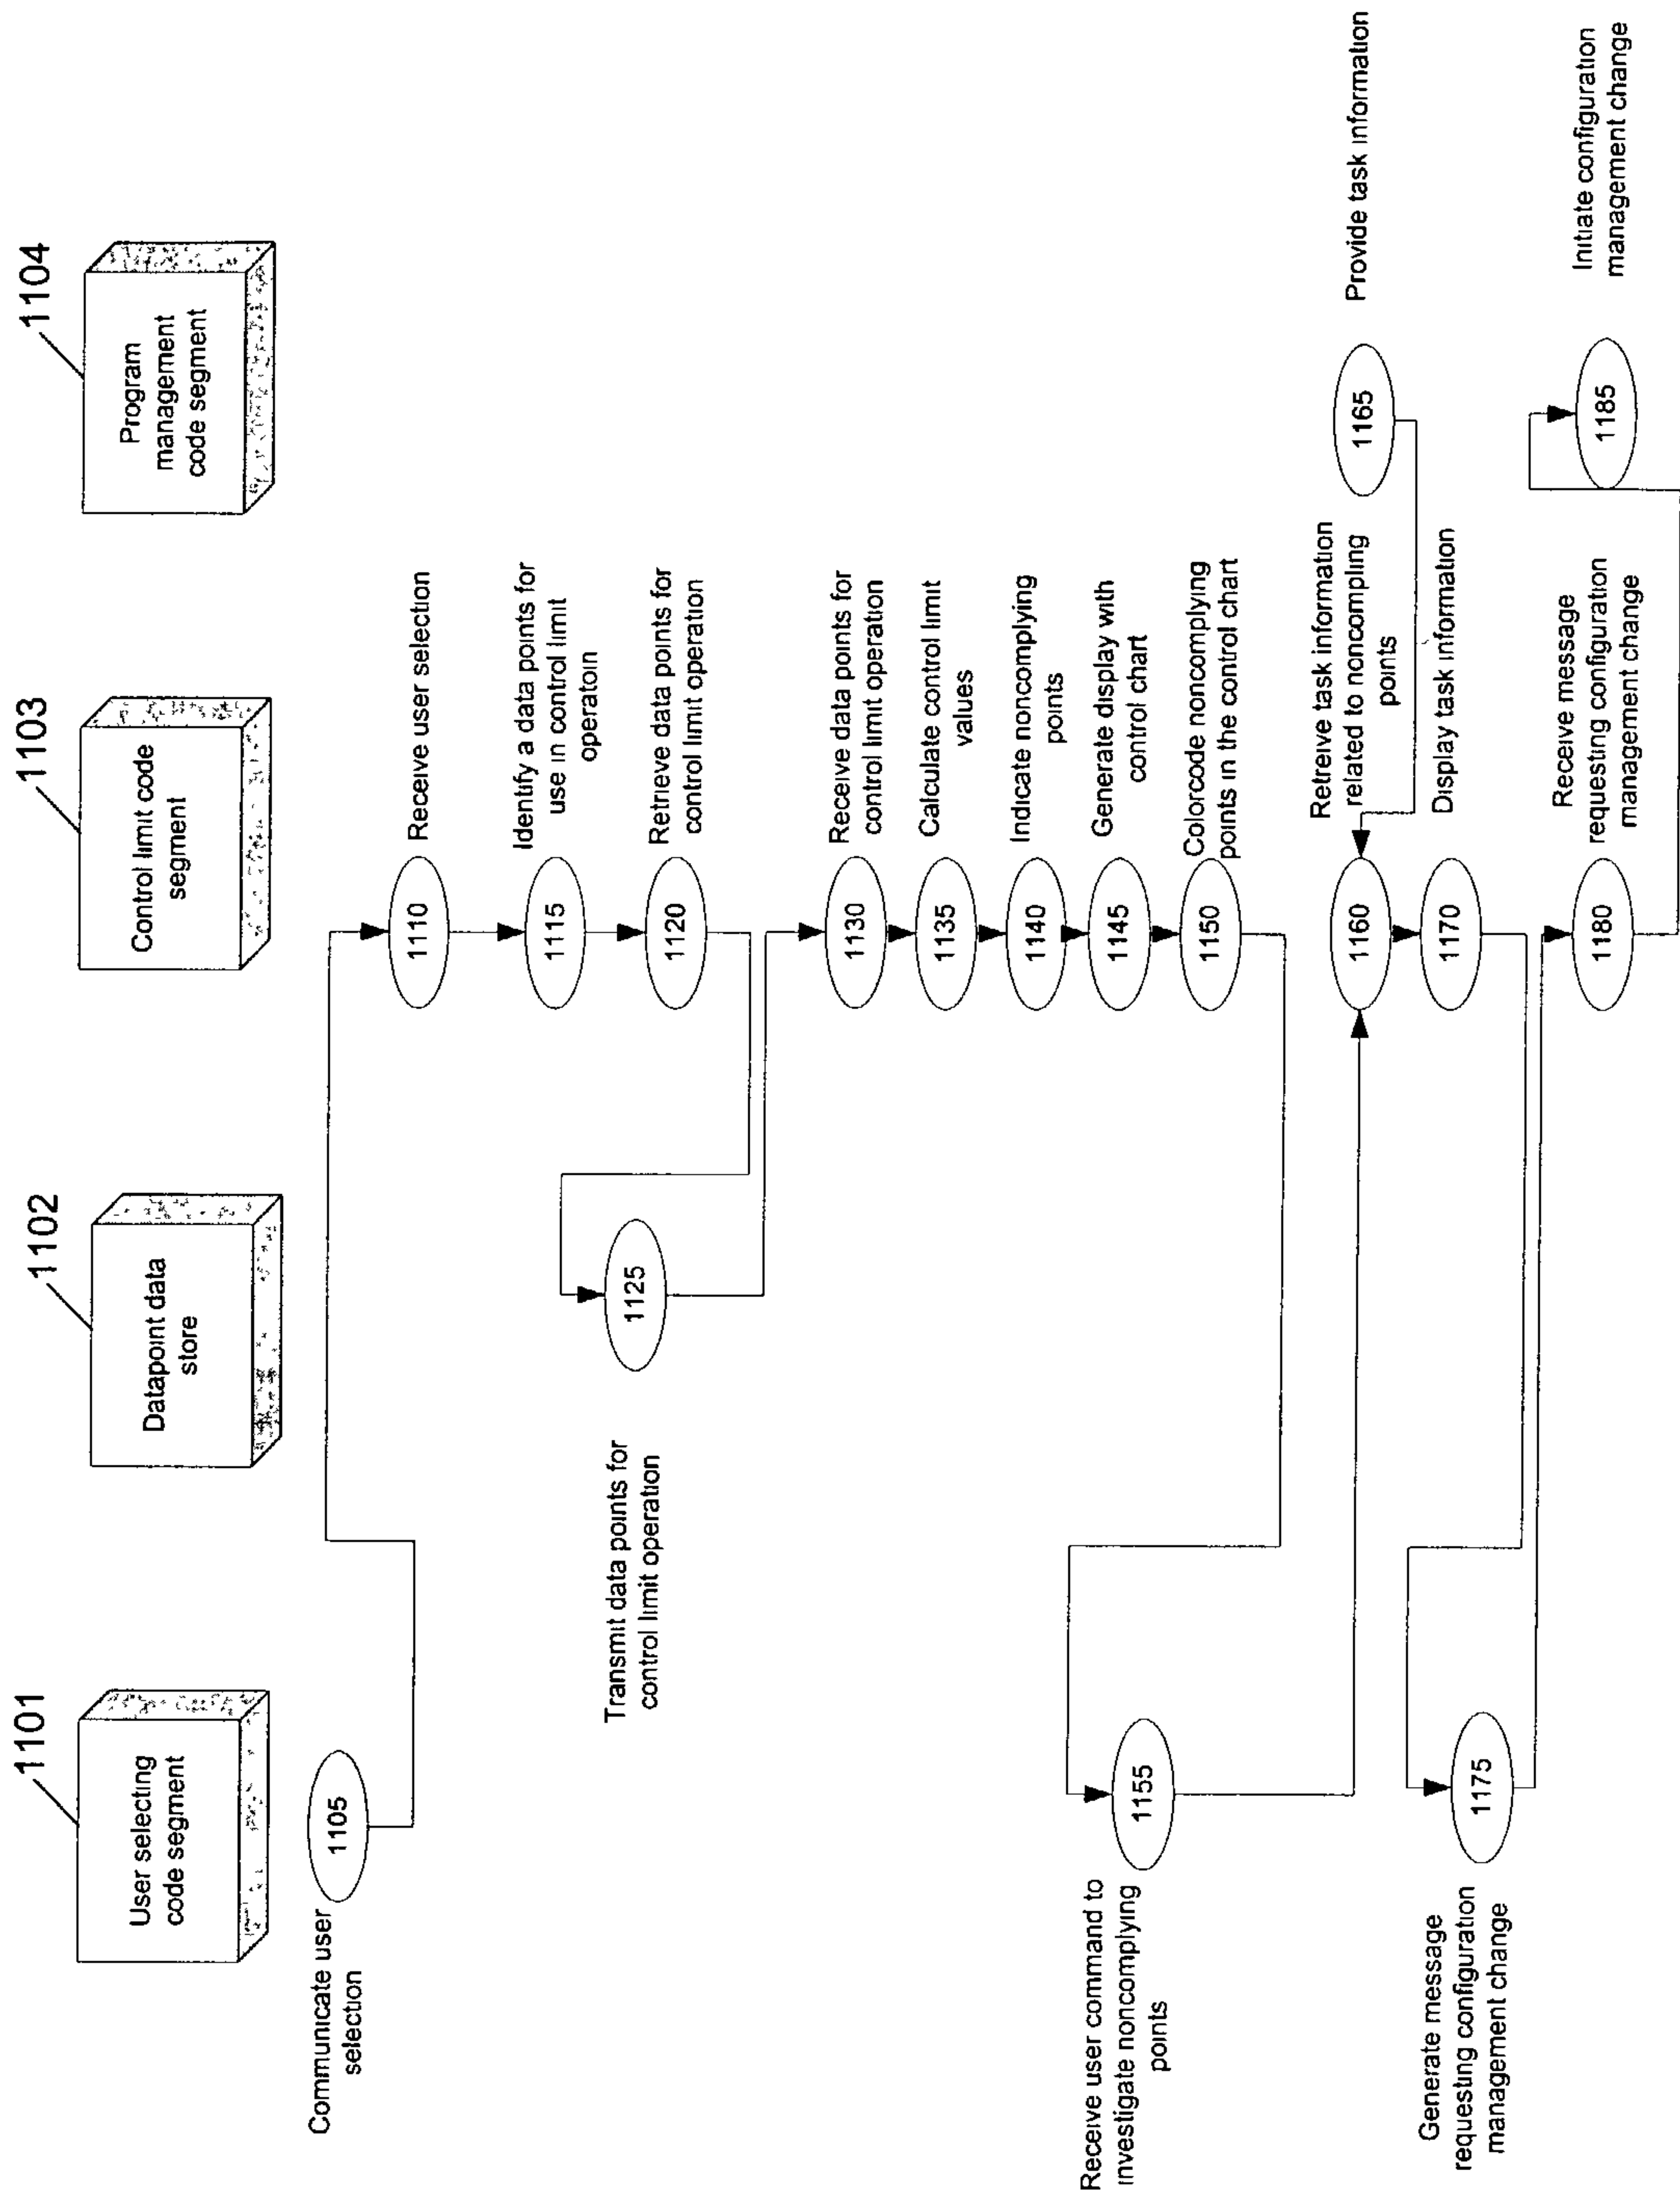 1101
User selecting
code segment
1102
Datapoint data
store
1103
Control limit code
segment
1104
Program
management
code segment
Communicate user
selection
1105
1110
Receive user selection
1115
Identify a data points for
use in control limit
operaton
1120
Retrieve data points for
control limit operation
Transmit data points for
control limit operation
1125
1130
Receive data points for
control limit operation
1135
Calculate control limit
values
1140
Indicate noncomplying
points
1145
Generate display with
control chart
1150
Colorcode noncomplying
points in the control chart
Receive user command to
investigate noncomplying
points
1155
1160
Retreive task information
related to noncompling
points
1165
Provide task information
1170
Display task information
Generate message
requesting configuration
management change
1175
1180
Receive message
requesting configuration
management change
1185
Initiate configuration
management change